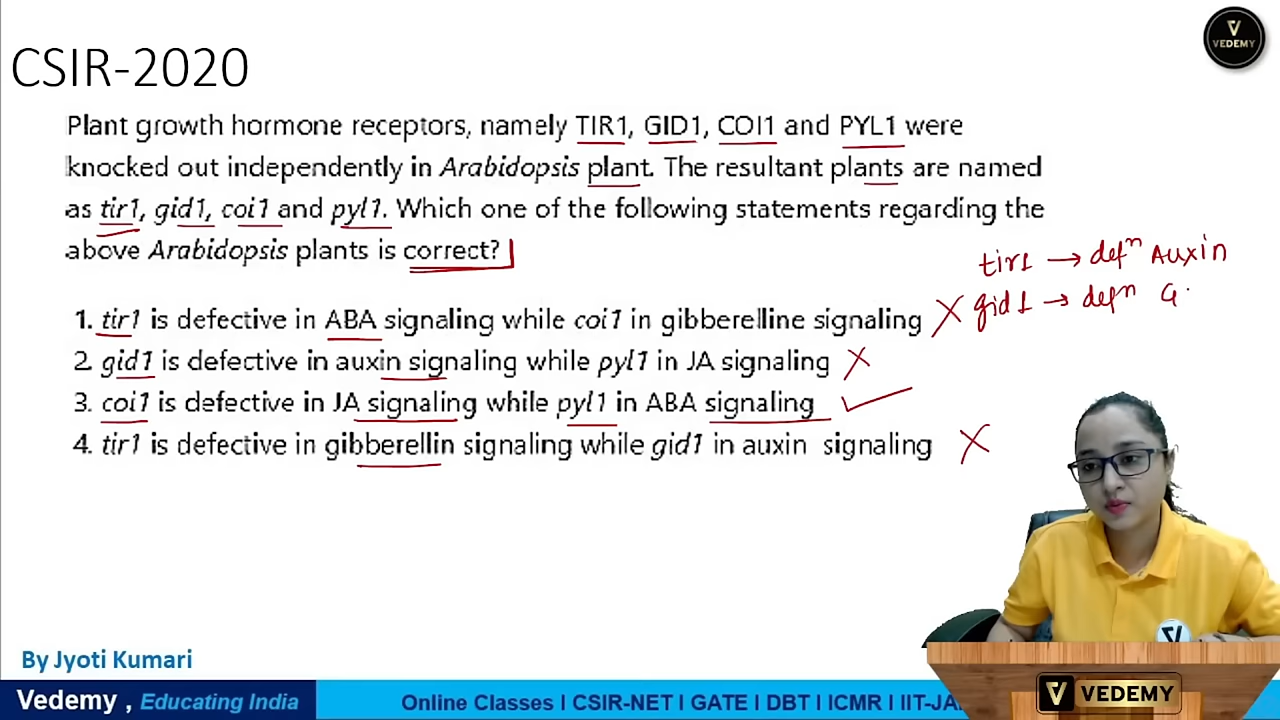 CSIR-2020
VEDEMY
Plant growth hormone receptors, namely TIR1, GID1, COI1 and PYL1 were
knocked out independently in Arabidopsis plant. The resultant plants are named
as tir1, gid1, coi1 and pyl1. Which one of the following statements regarding the
above Arabidopsis plants is correct?
tir1 → defⁿ Auxin
gid1 → defⁿ G
1. tir1 is defective in ABA signaling while coi1 in gibberelline signaling
2. gid1 is defective in auxin signaling while pyl1 in JA signaling
3. coi1 is defective in JA signaling while pyl1 in ABA signaling
4. tir1 is defective in gibberellin signaling while gid1 in auxin signaling
By Jyoti Kumari
VEDEMY
Vedemy , Educating India
Online Classes I CSIR-NET I GATE I DBT I ICMR I IIT-JA